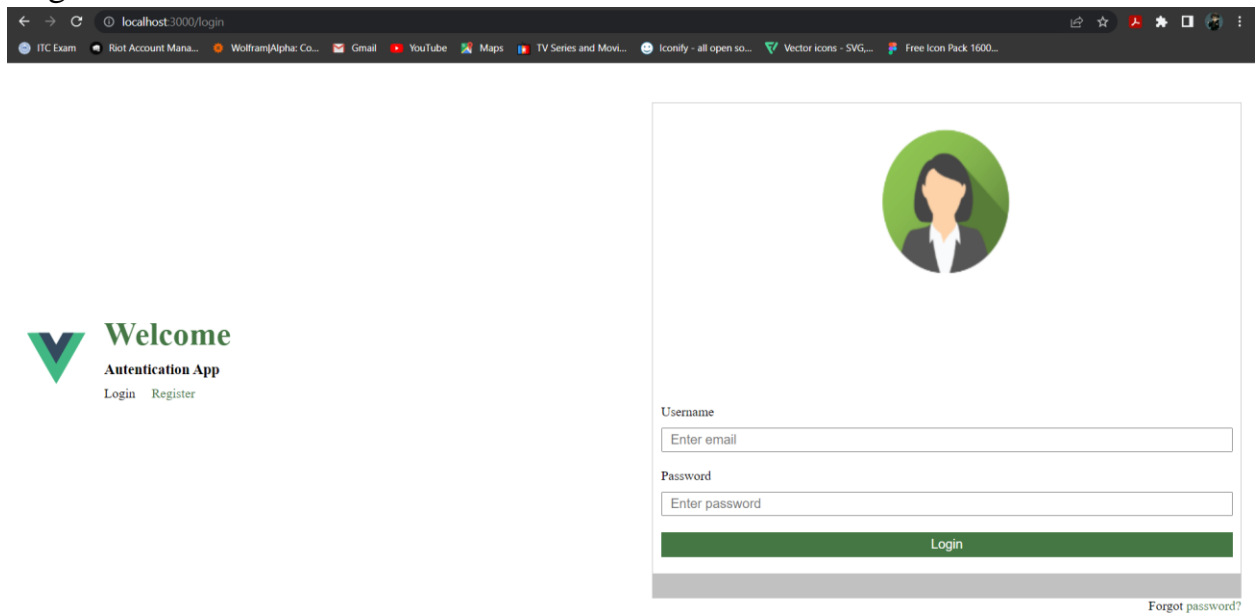 localhost:3000/login
ITC Exam Riot Account Mana... Wolfram|Alpha: Co... Gmail YouTube Maps TV Series and Movi... Iconify - all open so... Vector icons - SVG,... Free Icon Pack 1600...
Welcome
Autentication App
Login Register
Username
Enter email
Password
Enter password
Login
Forgot password?